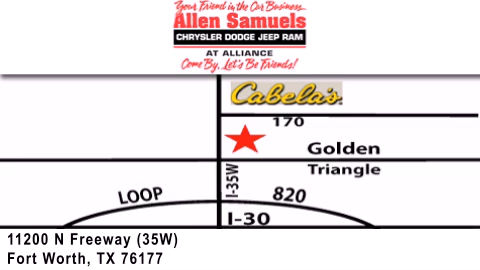 Your Friend in the Car Business
Allen Samuels
CHRYSLER DODGE JEEP RAM
AT ALLIANCE
Come By, Let's Be Friends!
Cabela's
170
Golden
Triangle
I-35W
LOOP 820
I-30
11200 N Freeway (35W)
Fort Worth, TX 76177